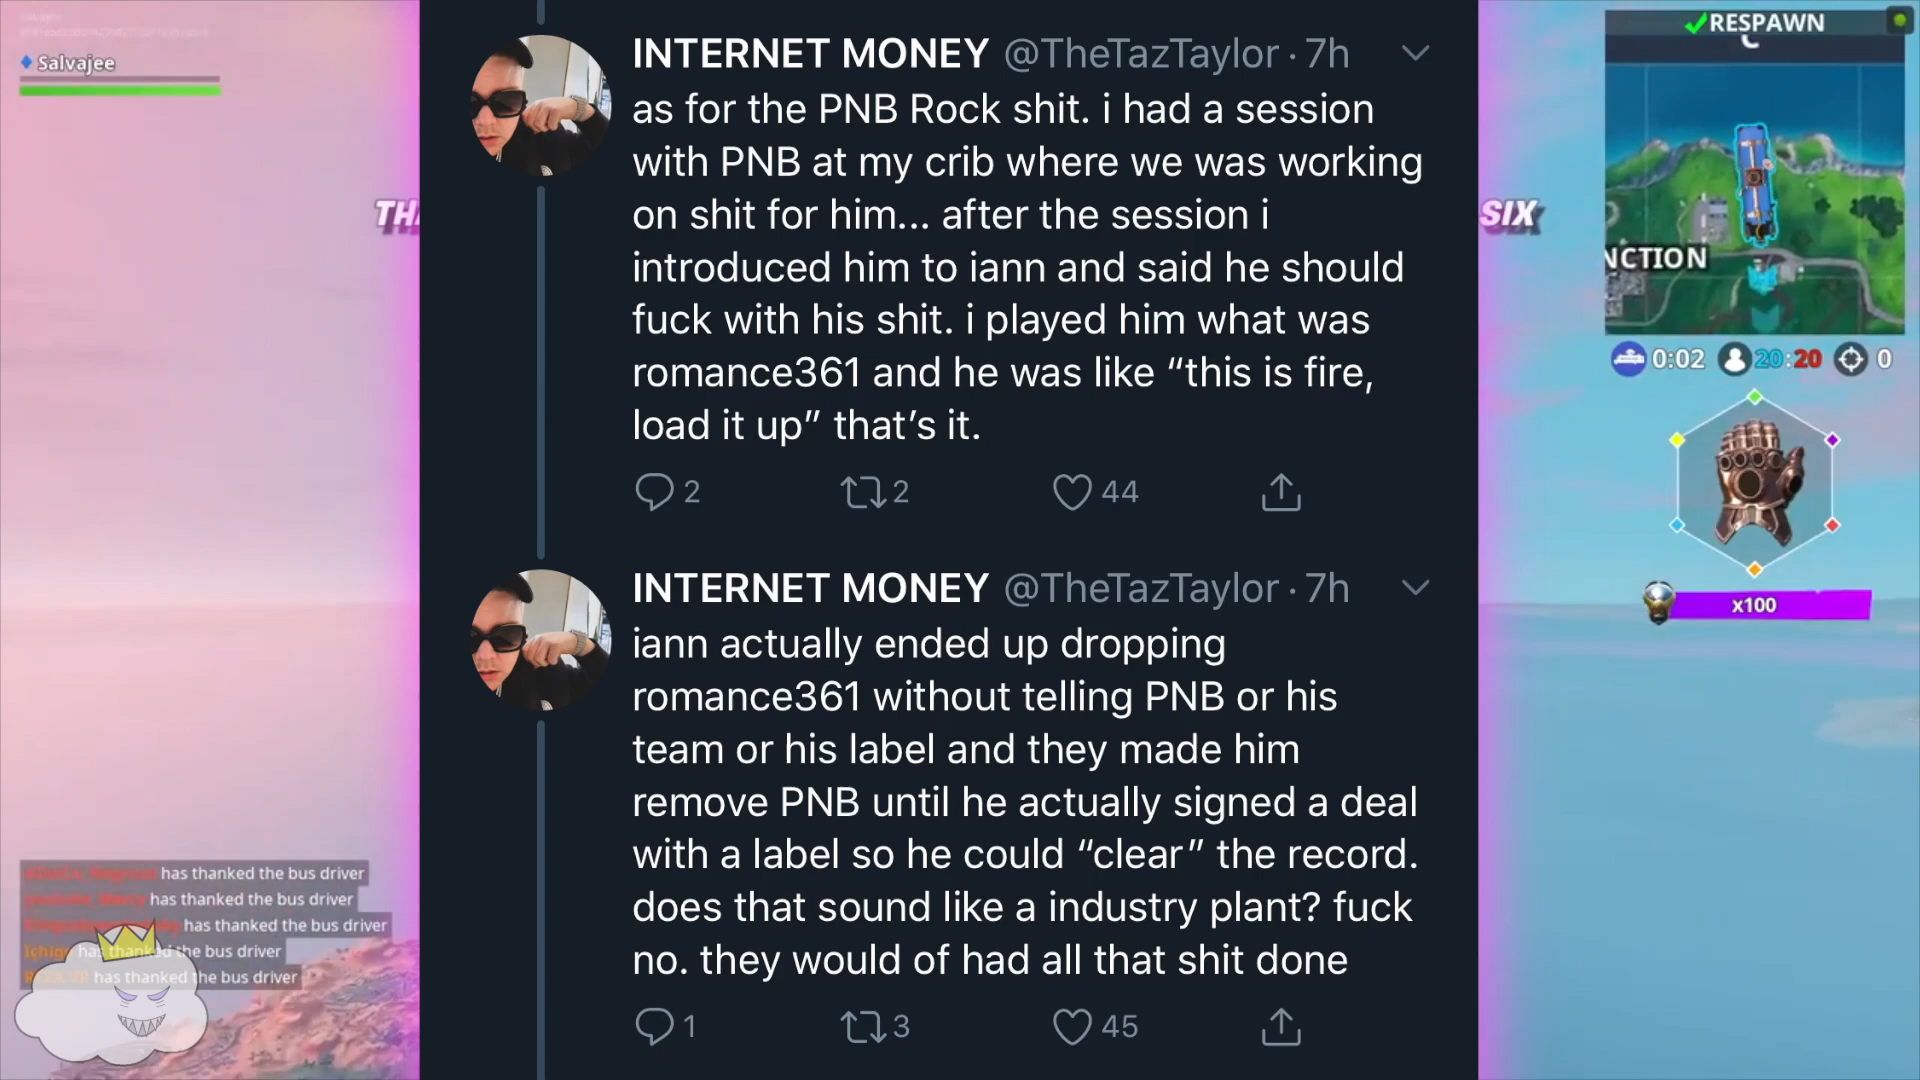 Salvajee
TH
INTERNET MONEY @TheTazTaylor · 7h
as for the PNB Rock shit. i had a session
with PNB at my crib where we was working
on shit for him... after the session i
introduced him to iann and said he should
fuck with his shit. i played him what was
romance361 and he was like “this is fire,
load it up” that’s it.
2 2 44
INTERNET MONEY @TheTazTaylor · 7h
iann actually ended up dropping
romance361 without telling PNB or his
team or his label and they made him
remove PNB until he actually signed a deal
with a label so he could “clear” the record.
does that sound like a industry plant? fuck
no. they would of had all that shit done
1 3 45
SIX
RESPAWN
NCTION
0:02 20:20 0
x100
has thanked the bus driver
has thanked the bus driver
has thanked the bus driver
has thanked the bus driver
has thanked the bus driver